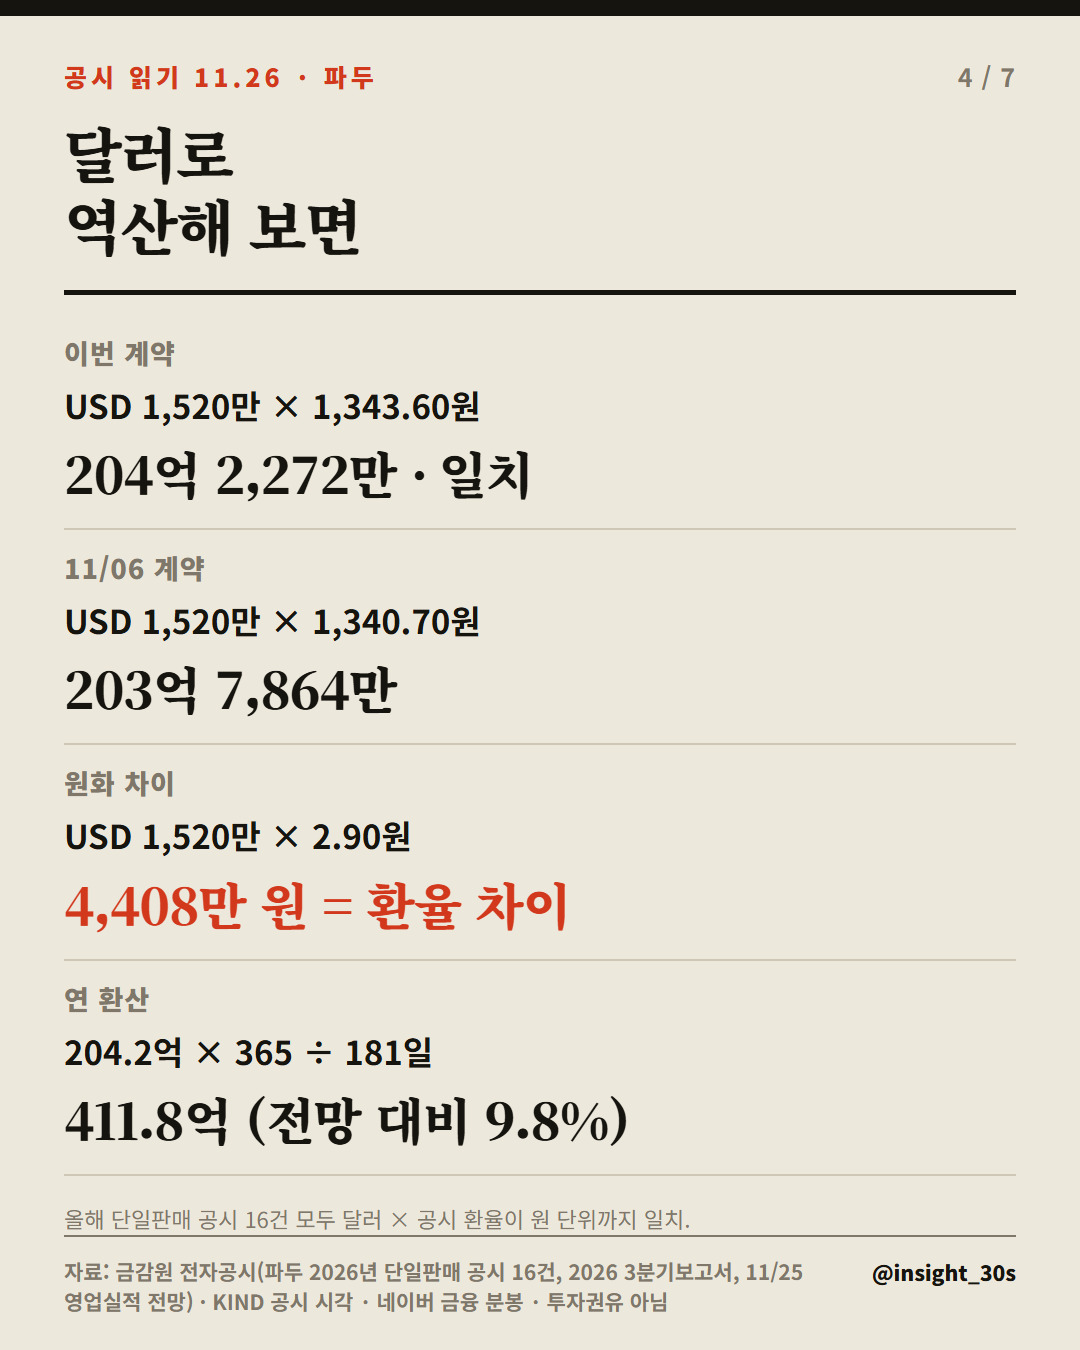 공시 읽기 11.26 · 파두
4 / 7
달러로
역산해 보면
이번 계약
USD 1,520만 × 1,343.60원
204억 2,272만 · 일치
11/06 계약
USD 1,520만 × 1,340.70원
203억 7,864만
원화 차이
USD 1,520만 × 2.90원
4,408만 원 = 환율 차이
연 환산
204.2억 × 365 ÷ 181일
411.8억 (전망 대비 9.8%)
올해 단일판매 공시 16건 모두 달러 × 공시 환율이 원 단위까지 일치.
자료: 금감원 전자공시(파두 2026년 단일판매 공시 16건, 2026 3분기보고서, 11/25
영업실적 전망) · KIND 공시 시각 · 네이버 금융 분봉 · 투자권유 아님
@insight_30s